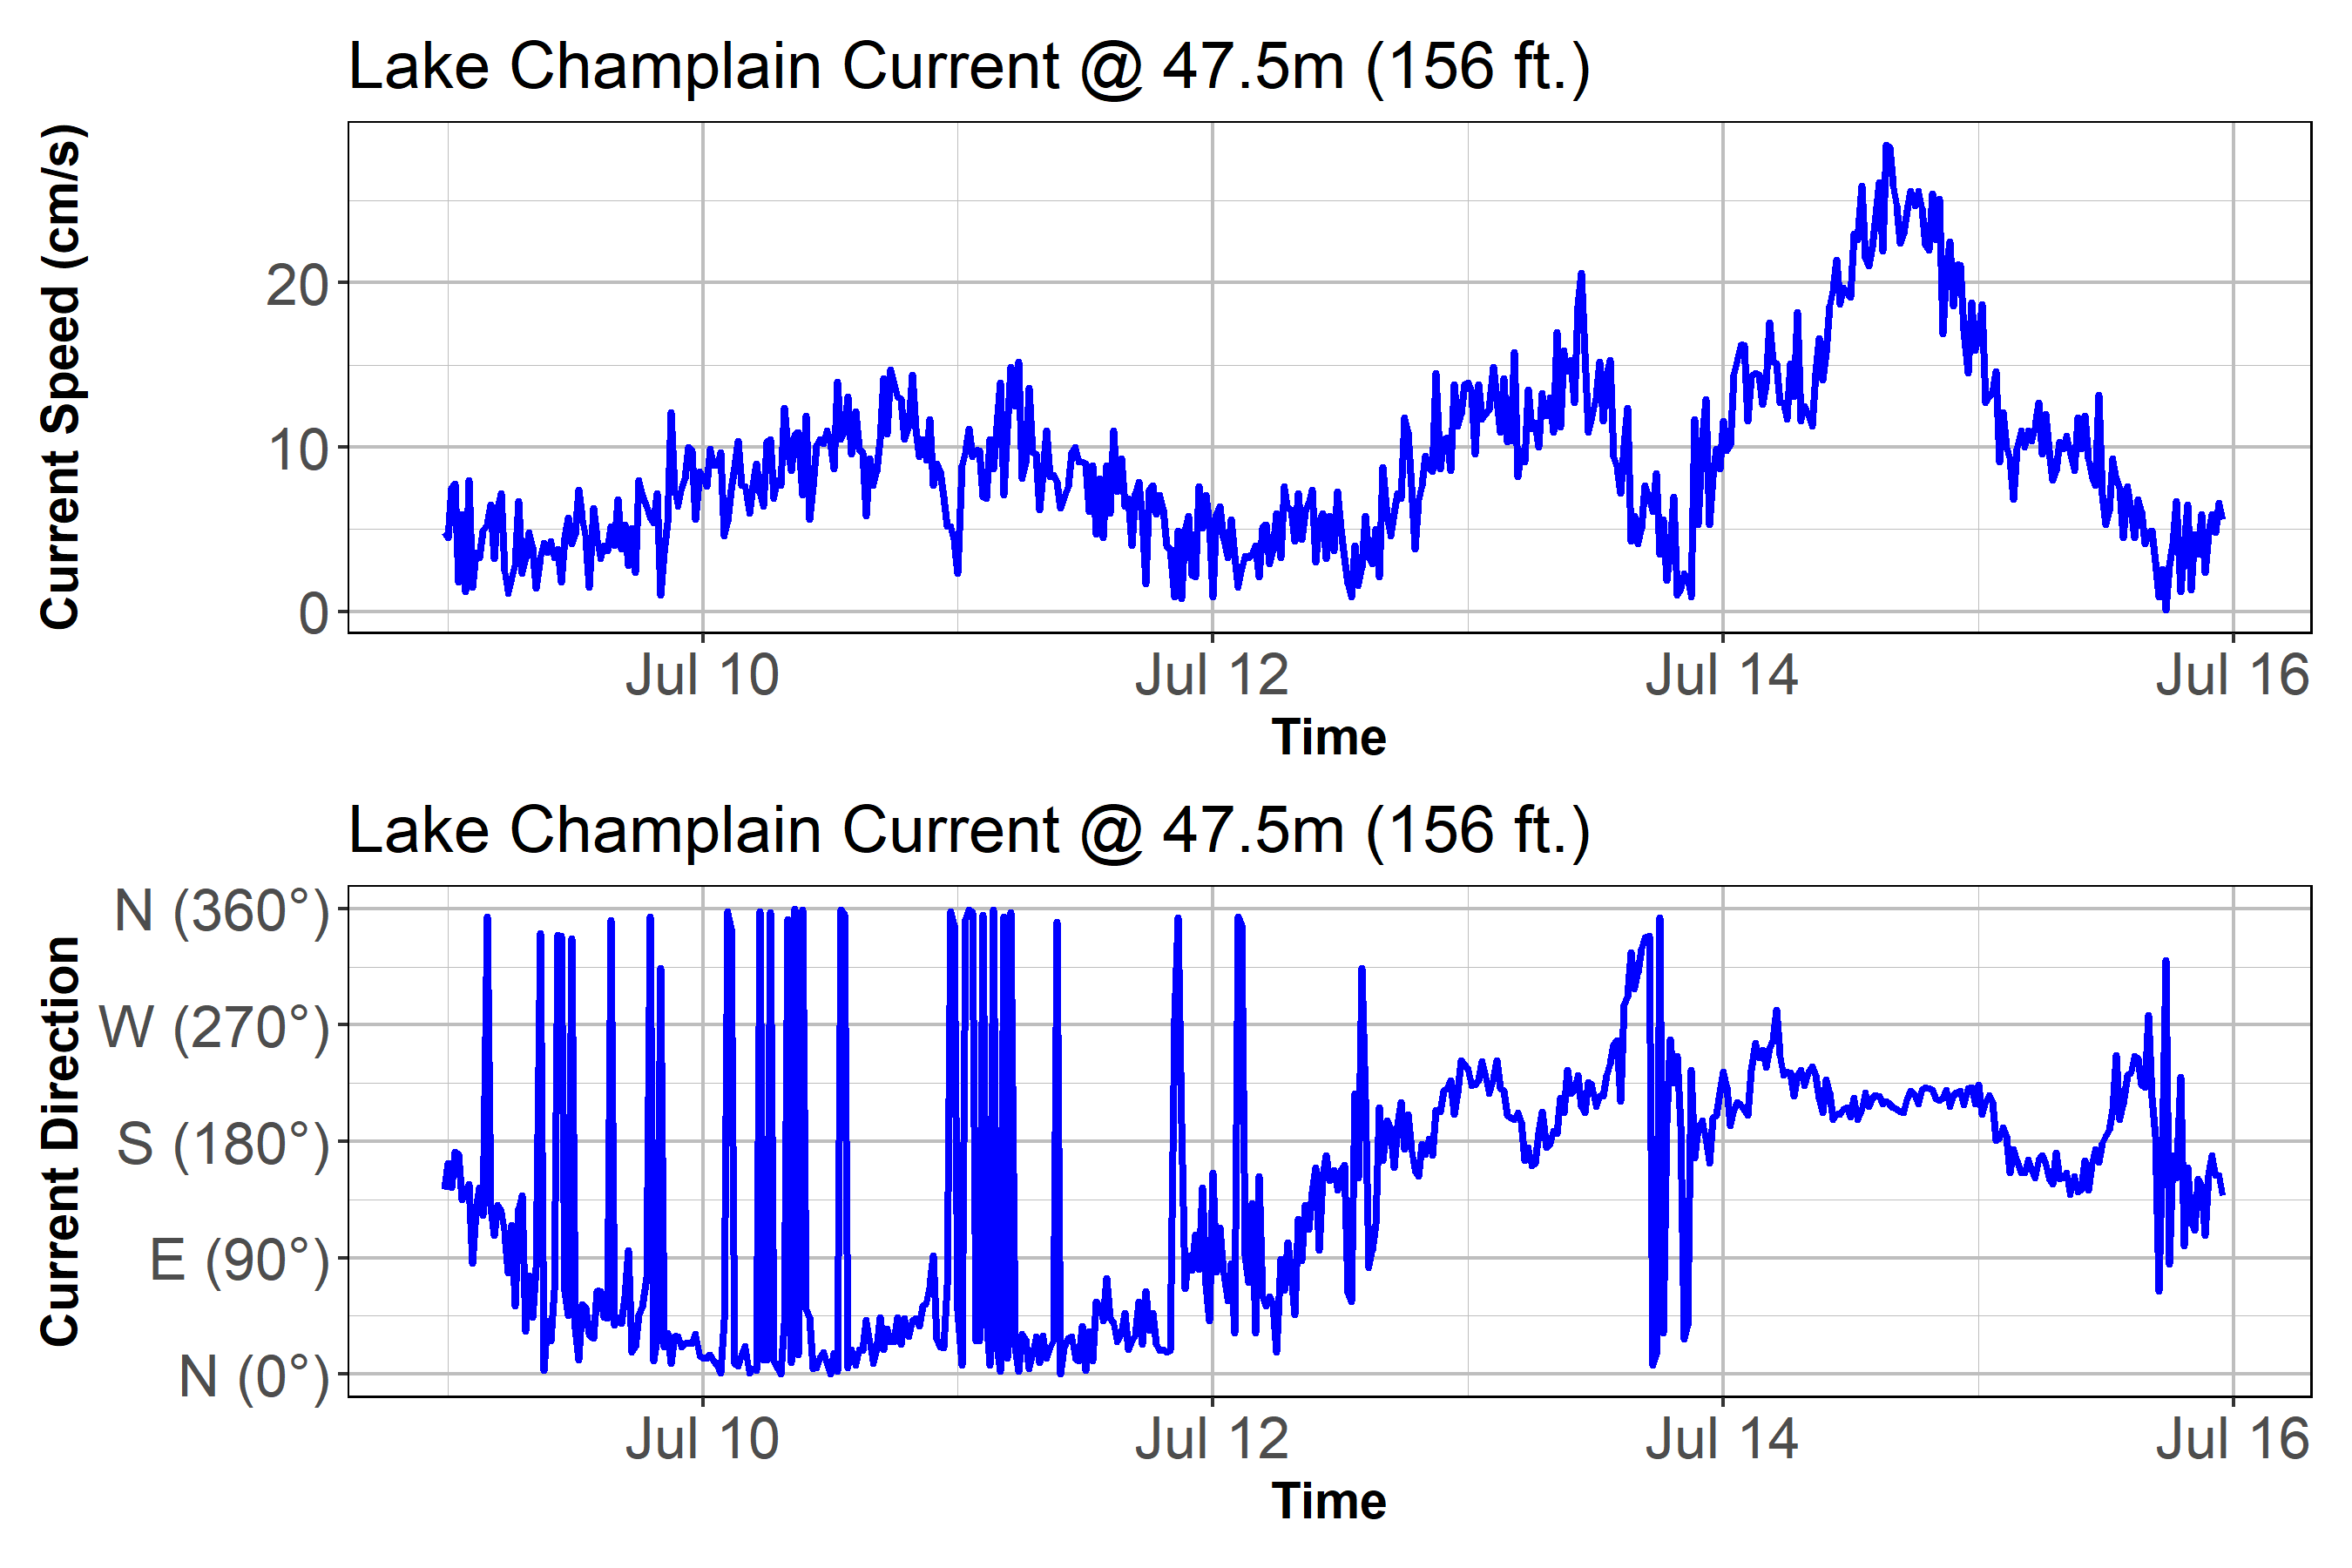 Lake Champlain Current @ 47.5m (156 ft.)
Current Speed (cm/s)
20
10
0
Jul 10 Jul 12 Jul 14 Jul 16
Time
Lake Champlain Current @ 47.5m (156 ft.)
Current Direction
N (360°)
W (270°)
S (180°)
E (90°)
N (0°)
Jul 10 Jul 12 Jul 14 Jul 16
Time